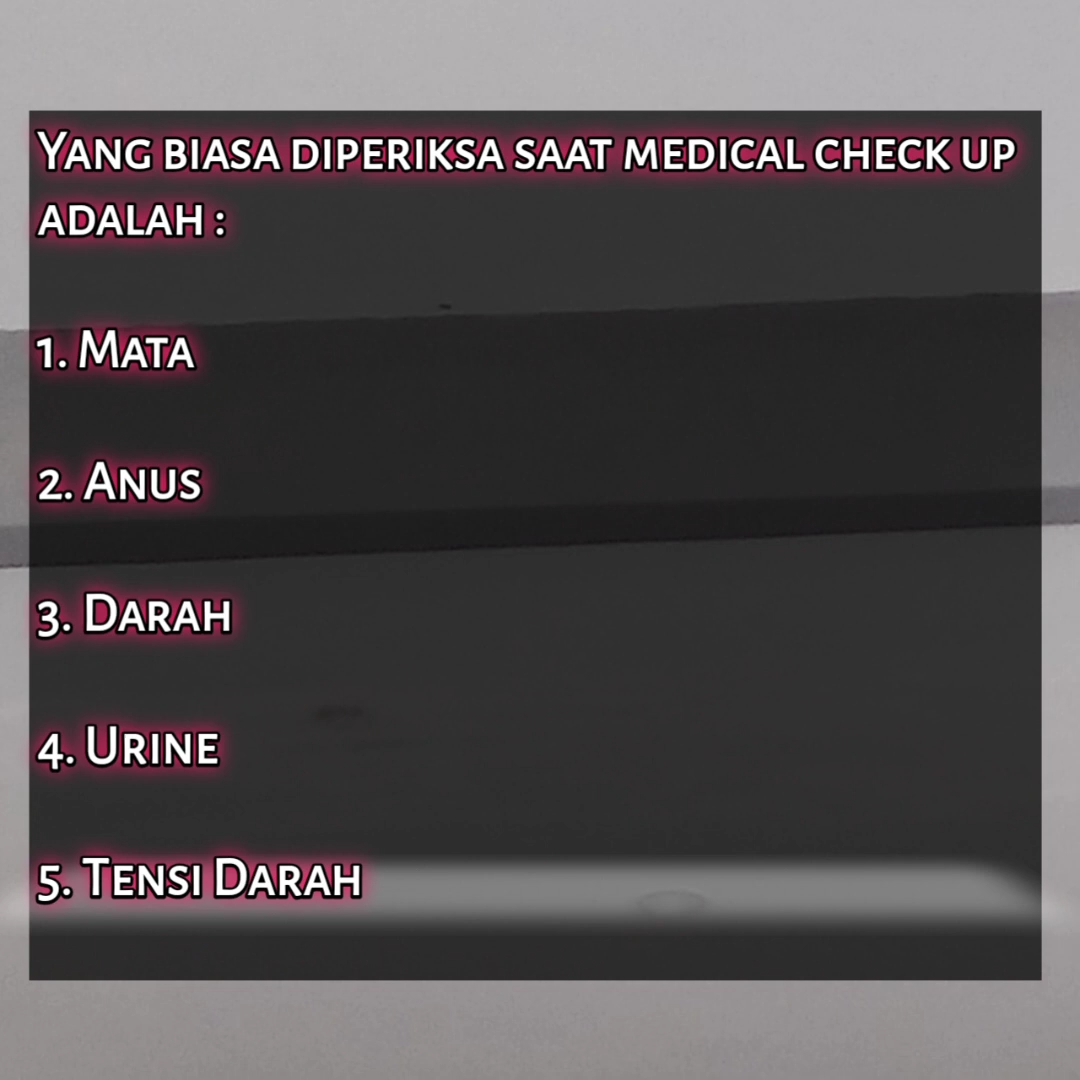 Yang biasa diperiksa saat medical check up
adalah :
1. Mata
2. Anus
3. Darah
4. Urine
5. Tensi Darah